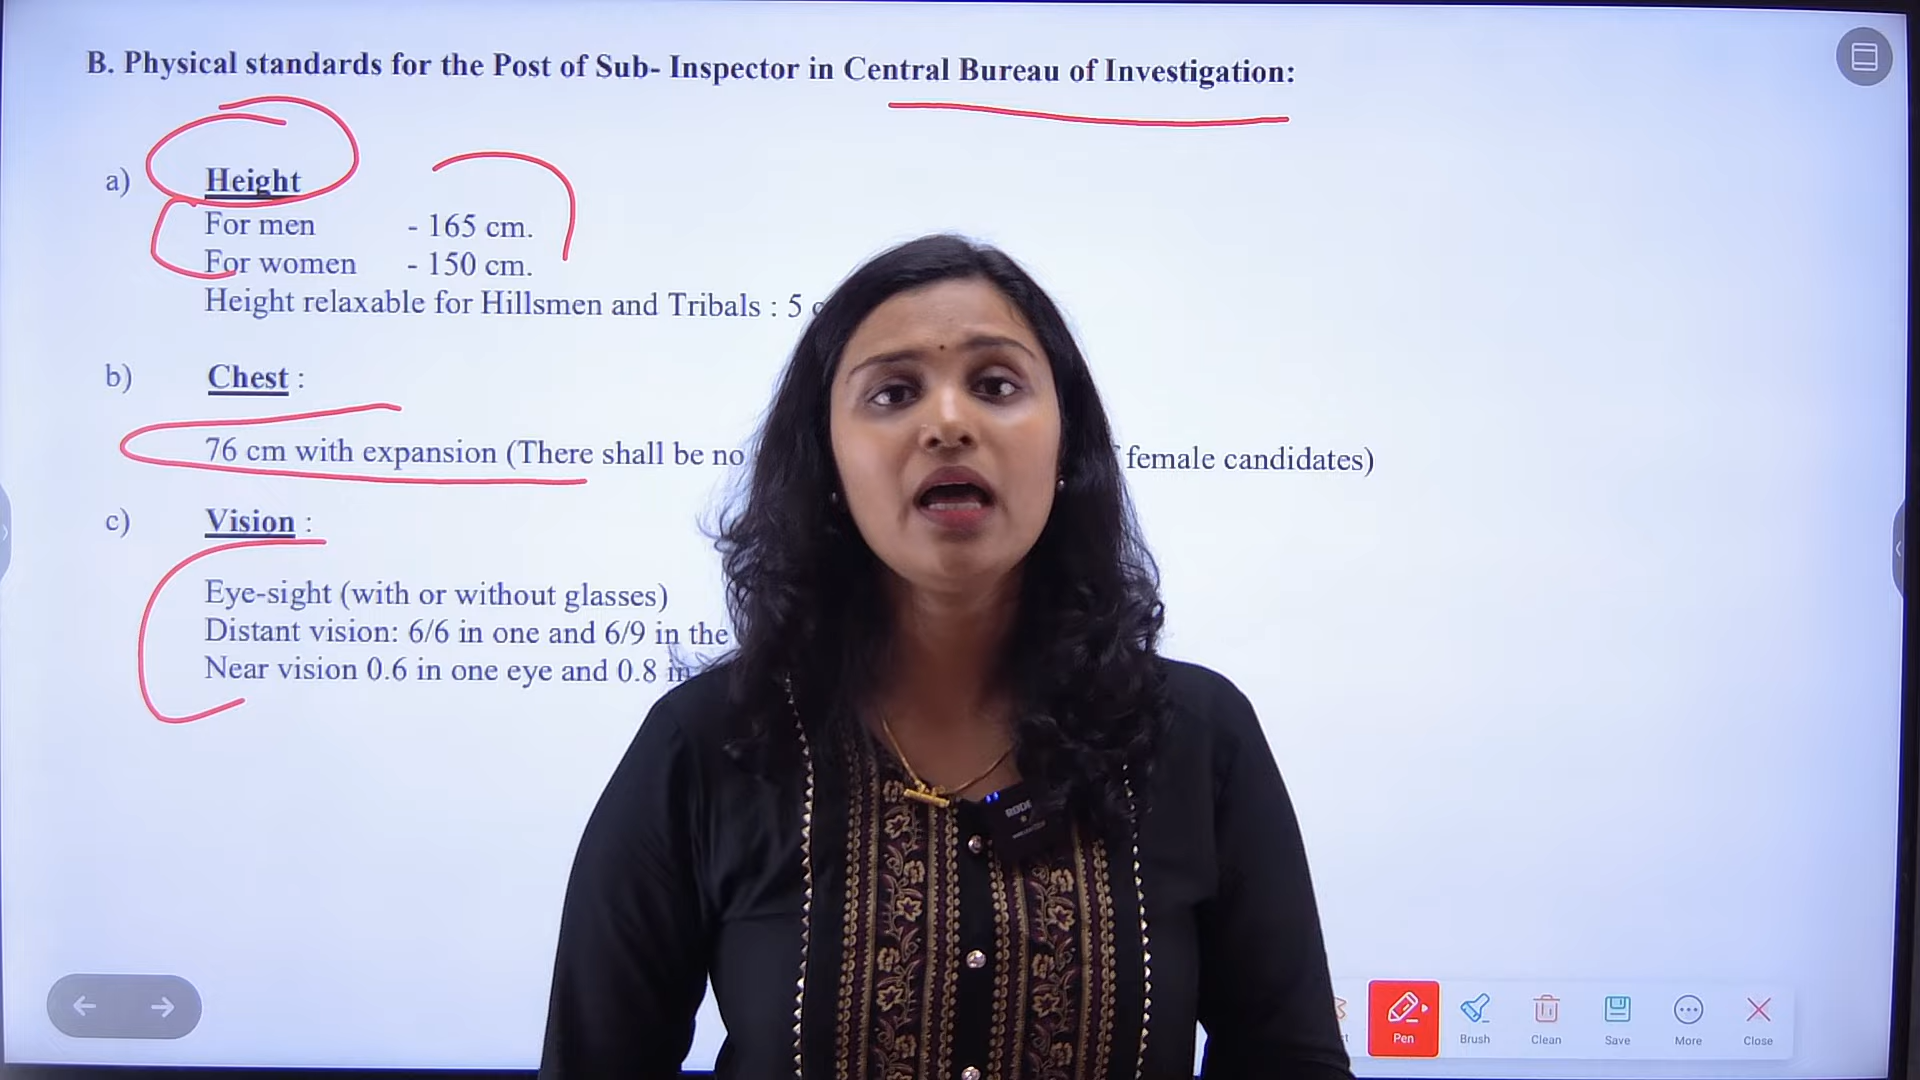 B. Physical standards for the Post of Sub- Inspector in Central Bureau of Investigation:
a) Height
For men - 165 cm.
For women - 150 cm.
Height relaxable for Hillsmen and Tribals : 5
b) Chest :
76 cm with expansion (There shall be no female candidates)
c) Vision :
Eye-sight (with or without glasses)
Distant vision: 6/6 in one and 6/9 in the
Near vision 0.6 in one eye and 0.8 in
RODE
Pen Brush Clean Save More Close